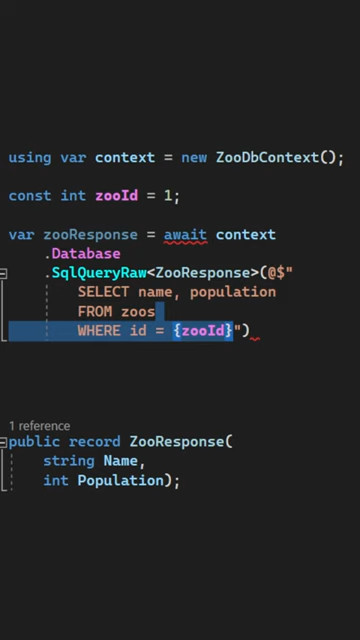 using var context = new ZooDbContext();
const int zooId = 1;
var zooResponse = await context
.Database
.SqlQueryRaw<ZooResponse>(@$"
SELECT name, population
FROM zoos
WHERE id = {zooId}")
1 reference
public record ZooResponse(
string Name,
int Population);